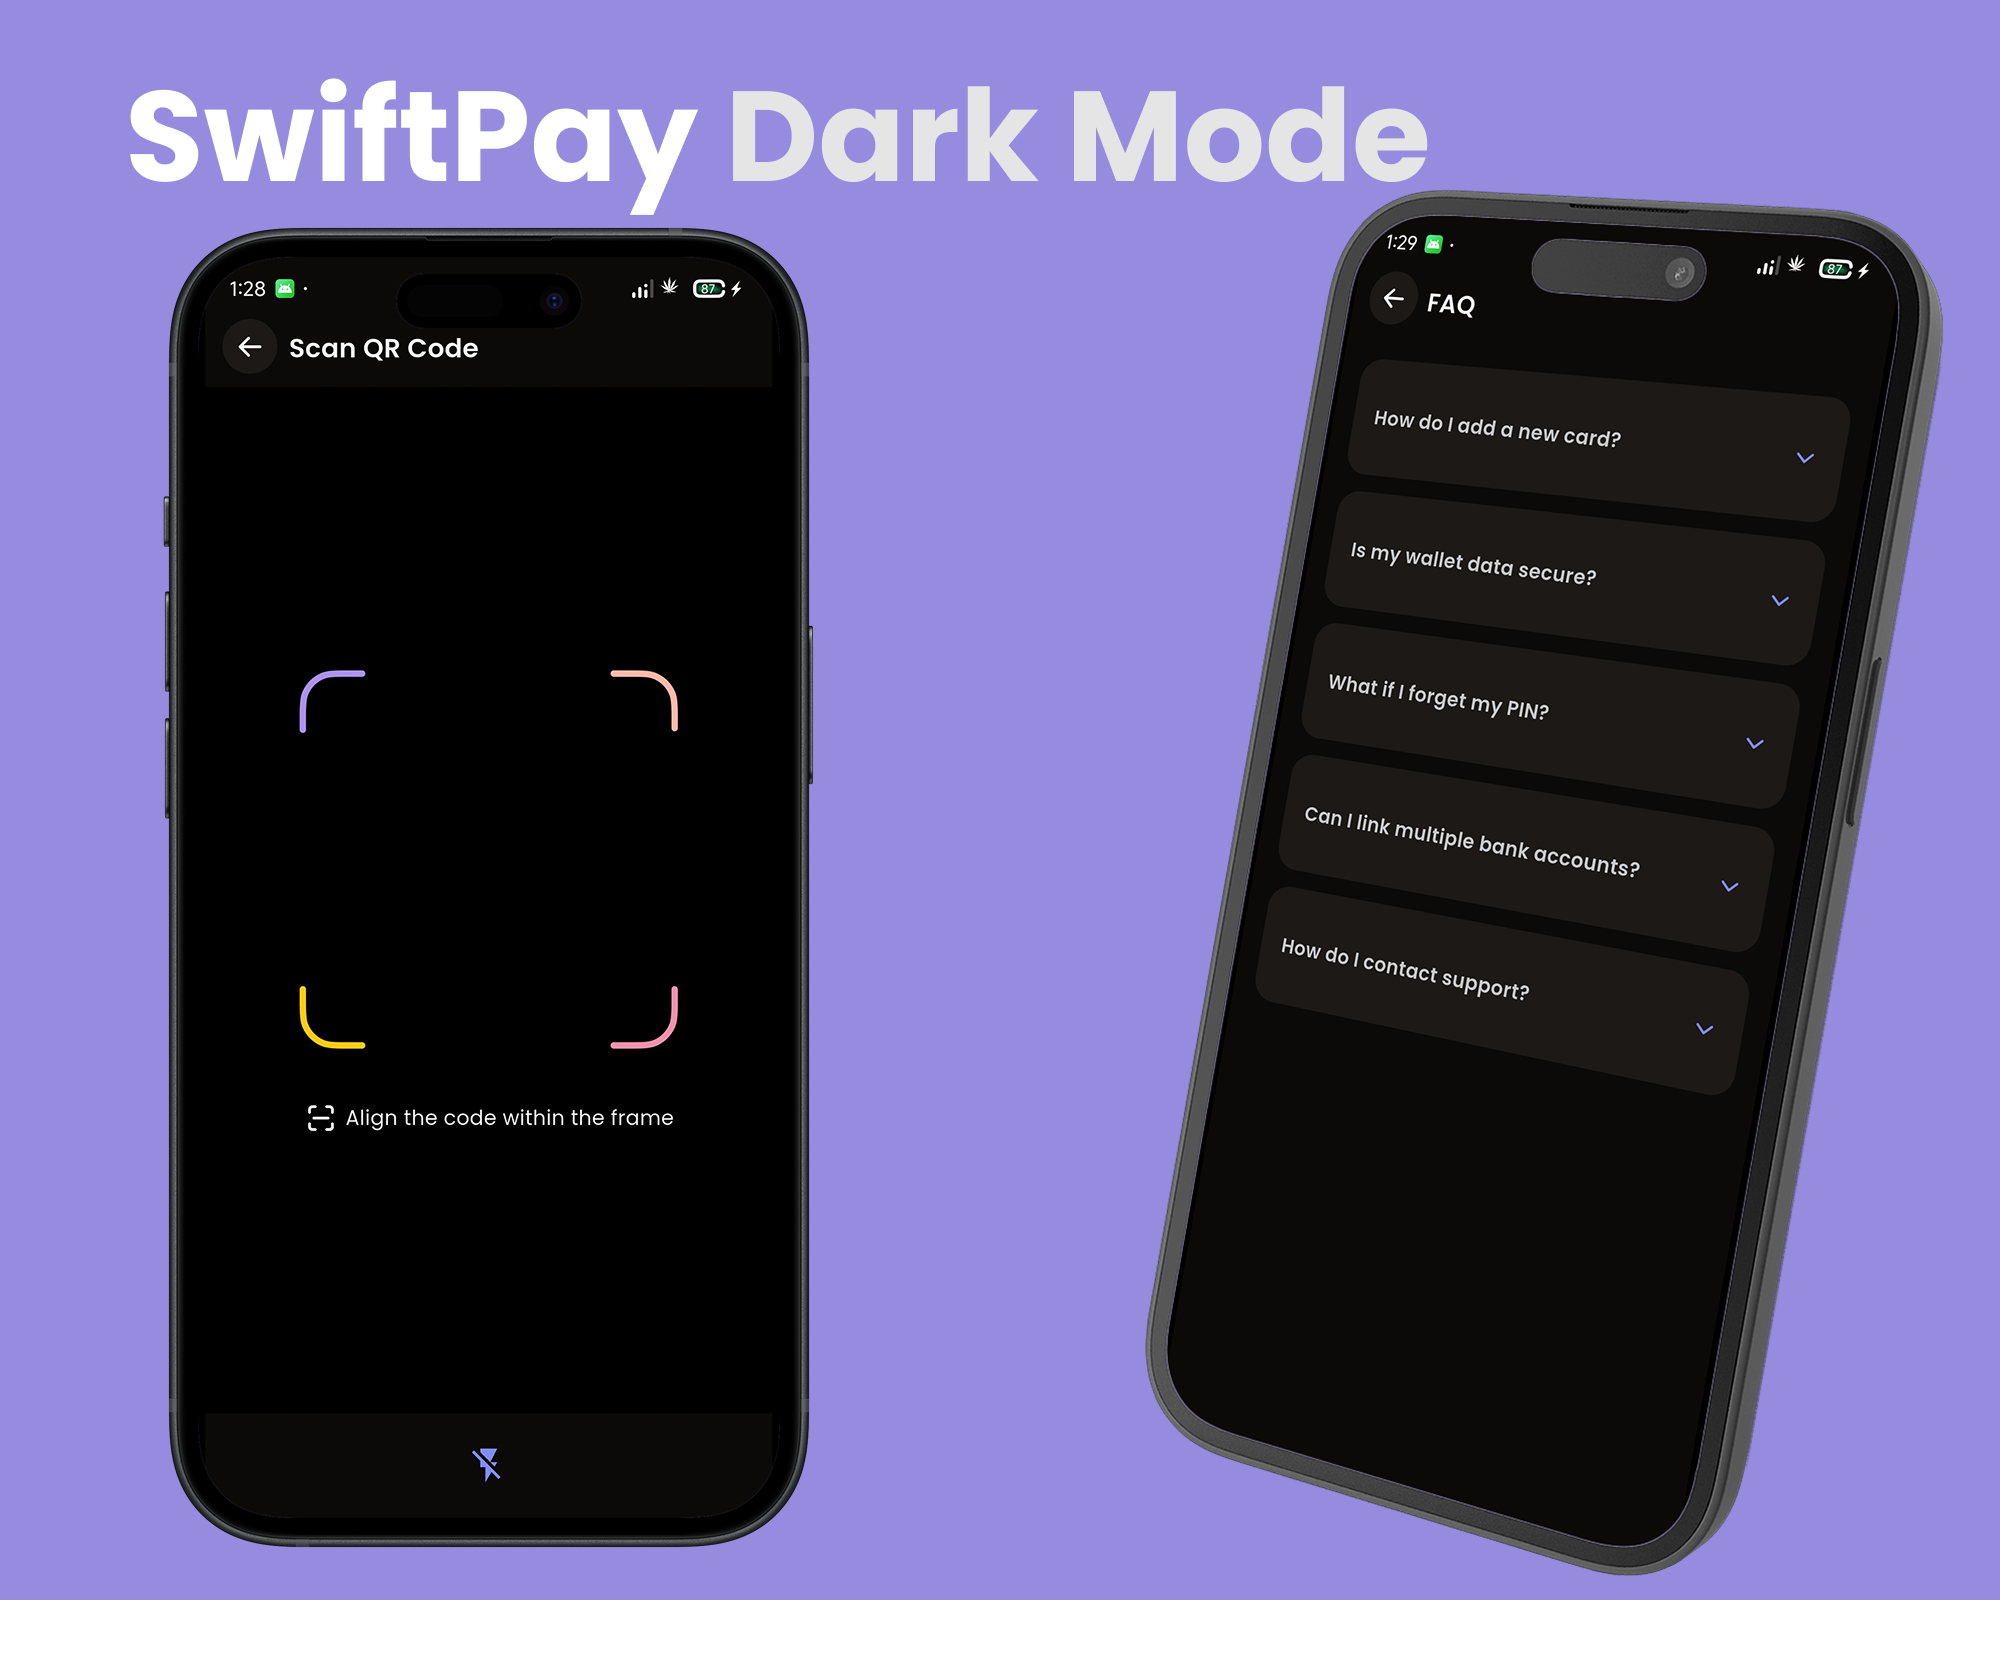 SwiftPay Dark Mode
1:28
87
Scan QR Code
Align the code within the frame
1:29
87
FAQ
How do I add a new card?
Is my wallet data secure?
What if I forget my PIN?
Can I link multiple bank accounts?
How do I contact support?